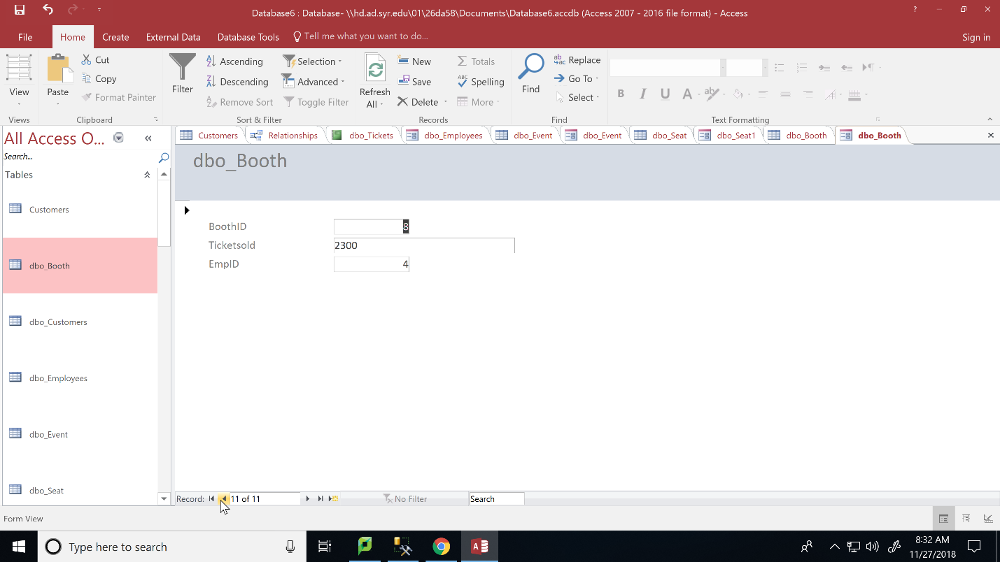 Database6 : Database- \\hd.ad.syr.edu\01\26da58\Documents\Database6.accdb (Access 2007 - 2016 file format) - Access
?
File Home Create External Data Database Tools Tell me what you want to do... Sign in
View
Paste
Cut
Copy
Format Painter
Filter
Ascending
Descending
Remove Sort
Selection
Advanced
Toggle Filter
Refresh All
New
Save
Delete
Totals
Spelling
More
Find
Replace
Go To
Select
B I U A
Views Clipboard Sort & Filter Records Find Text Formatting
All Access O...
Search...
Tables
Customers
dbo_Booth
dbo_Customers
dbo_Employees
dbo_Event
dbo_Seat
Customers Relationships dbo_Tickets dbo_Employees dbo_Event dbo_Event dbo_Seat dbo_Seat1 dbo_Booth dbo_Booth
dbo_Booth
BoothID 8
Ticketsold 2300
EmpID 4
Record: 11 of 11 No Filter Search
Form View
Type here to search
8:32 AM
11/27/2018